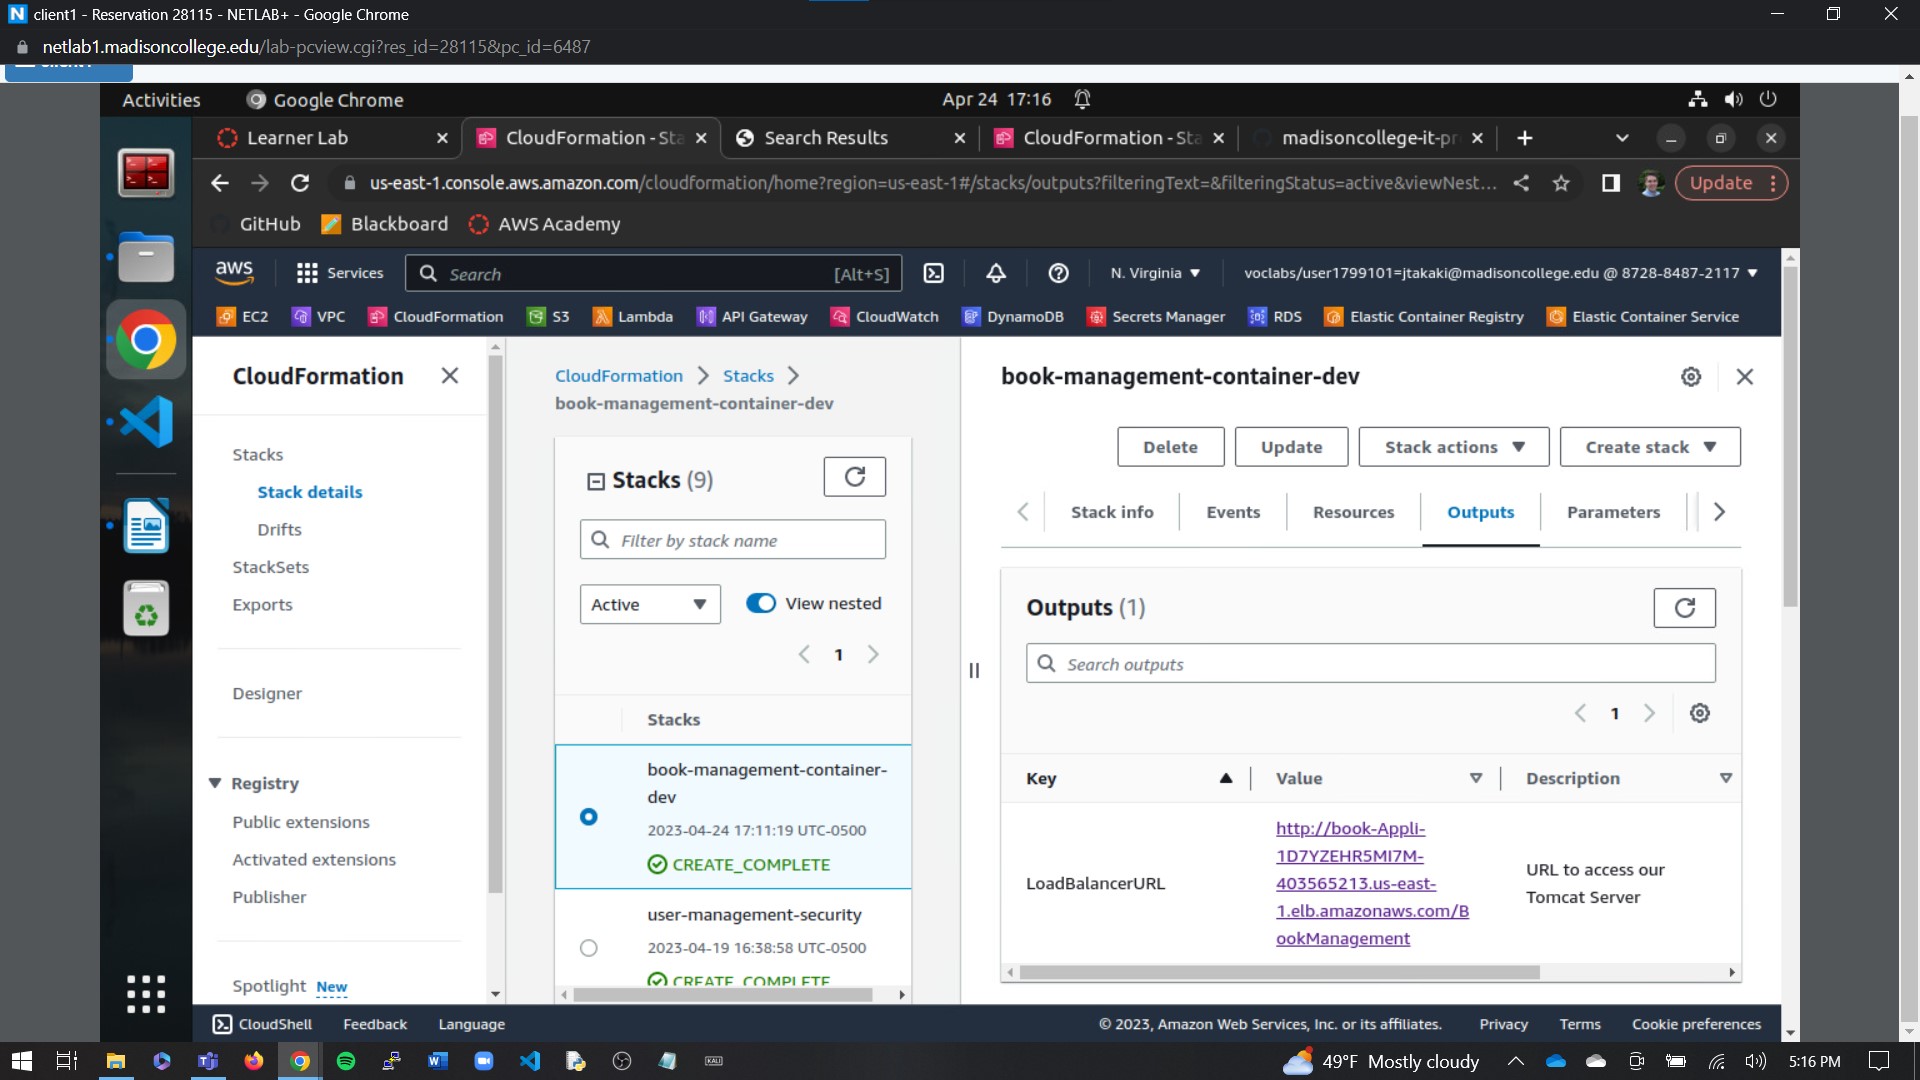 client1 - Reservation 28115 - NETLAB+ - Google Chrome
netlab1.madisoncollege.edu/lab-pcview.cgi?res_id=28115&pc_id=6487
Activities
Google Chrome
Apr 24 17:16
Learner Lab
CloudFormation - Sta
Search Results
CloudFormation - Sta
madisoncollege-it-pr
us-east-1.console.aws.amazon.com/cloudformation/home?region=us-east-1#/stacks/outputs?filteringText=&filteringStatus=active&viewNest...
Update
GitHub
Blackboard
AWS Academy
aws
Services
Search
[Alt+S]
N. Virginia
voclabs/user1799101=jtakaki@madisoncollege.edu @ 8728-8487-2117
EC2
VPC
CloudFormation
S3
Lambda
API Gateway
CloudWatch
DynamoDB
Secrets Manager
RDS
Elastic Container Registry
Elastic Container Service
CloudFormation
Stacks
Stack details
Drifts
StackSets
Exports
Designer
Registry
Public extensions
Activated extensions
Publisher
Spotlight New
CloudFormation
Stacks
book-management-container-dev
Stacks (9)
Filter by stack name
Active
View nested
1
Stacks
book-management-container-
dev
2023-04-24 17:11:19 UTC-0500
CREATE_COMPLETE
user-management-security
2023-04-19 16:38:58 UTC-0500
CREATE_COMPLETE
book-management-container-dev
Delete
Update
Stack actions
Create stack
Stack info
Events
Resources
Outputs
Parameters
Outputs (1)
Search outputs
1
Key
Value
Description
LoadBalancerURL
http://book-Appli-
1D7YZEHR5MI7M-
403565213.us-east-
1.elb.amazonaws.com/B
ookManagement
URL to access our
Tomcat Server
CloudShell
Feedback
Language
© 2023, Amazon Web Services, Inc. or its affiliates.
Privacy
Terms
Cookie preferences
49°F Mostly cloudy
5:16 PM